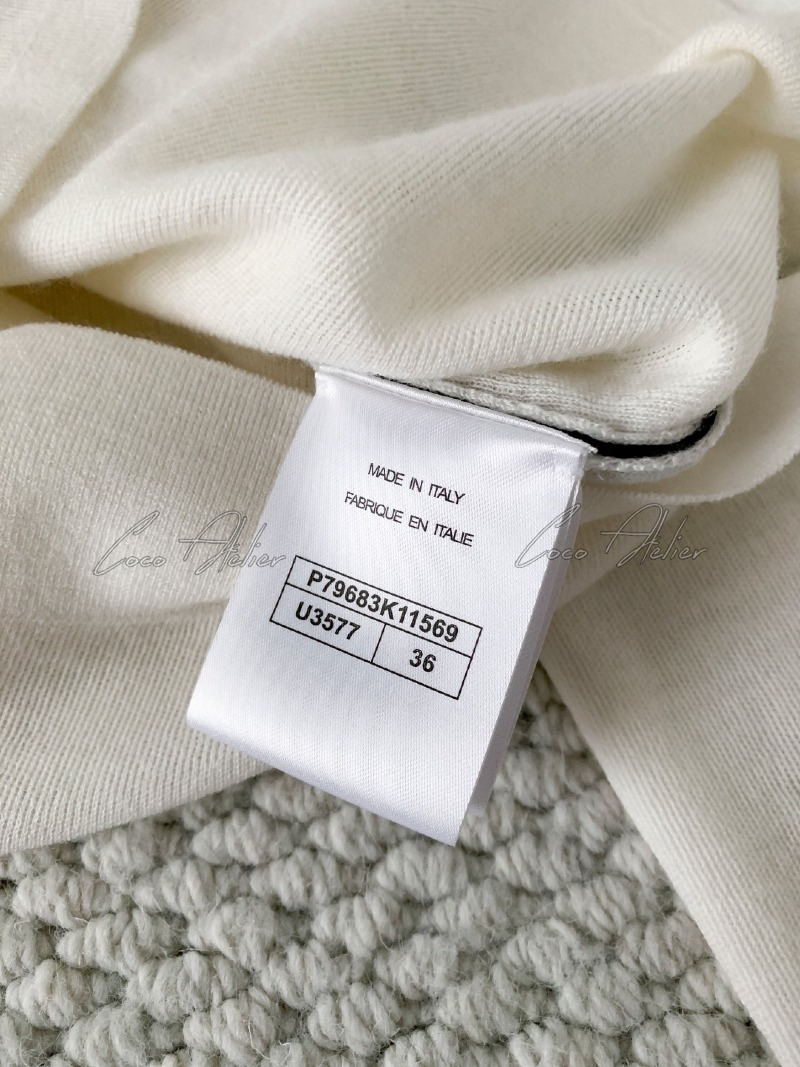 MADE IN ITALY
FABRIQUE EN ITALIE
Coco Atelier Coco Atelier
P79683K11569
U3577 36